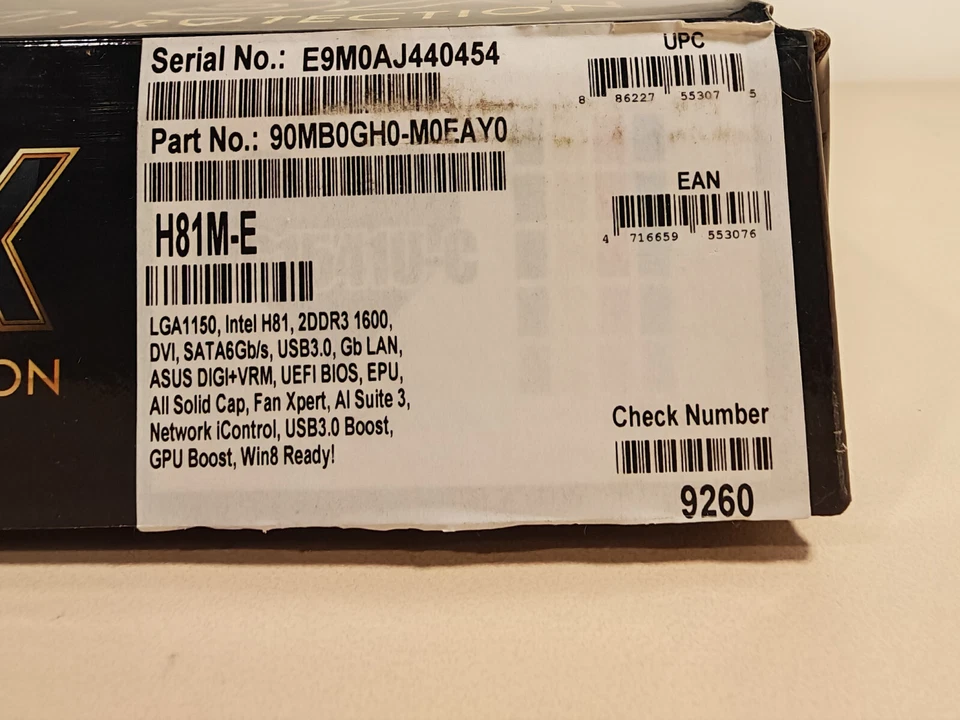 PROTECTION
Serial No.: E9M0AJ440454
Part No.: 90MB0GH0-M0EAY0
H81M-E
LGA1150, Intel H81, 2DDR3 1600,
DVI, SATA6Gb/s, USB3.0, Gb LAN,
ASUS DIGI+VRM, UEFI BIOS, EPU,
All Solid Cap, Fan Xpert, AI Suite 3,
Network iControl, USB3.0 Boost,
GPU Boost, Win8 Ready!
UPC
8 86227 55307 5
EAN
4 716659 553076
Check Number
9260
ON